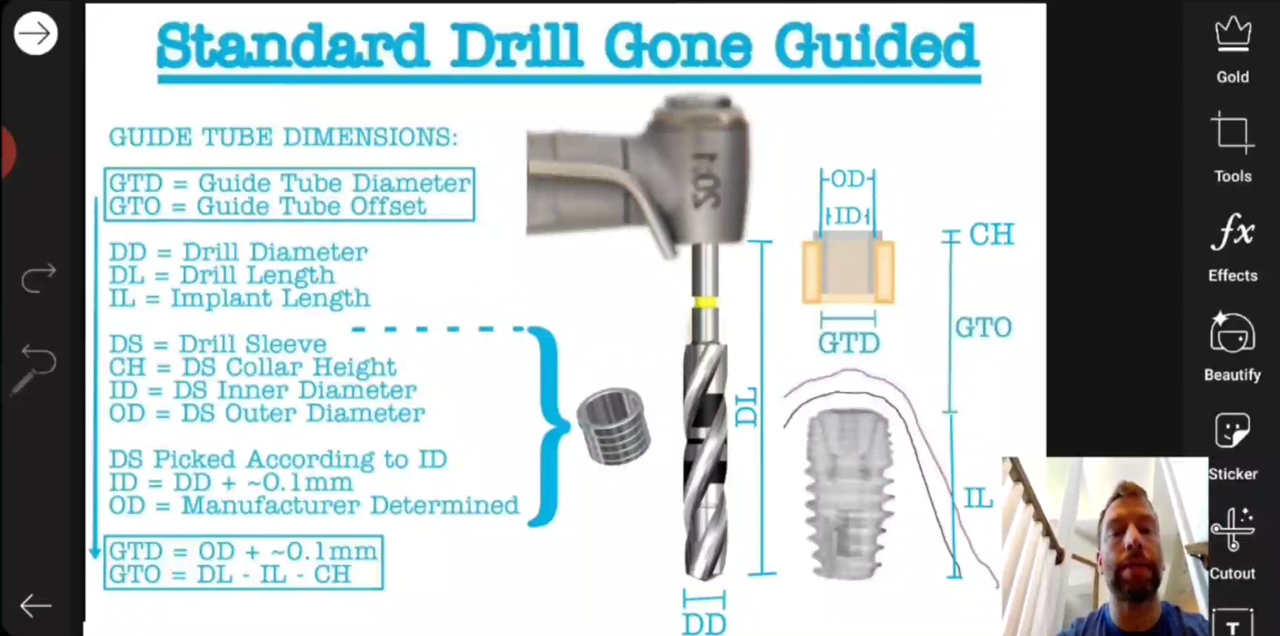 Standard Drill Gone Guided
GUIDE TUBE DIMENSIONS:
GTD = Guide Tube Diameter
GTO = Guide Tube Offset
DD = Drill Diameter
DL = Drill Length
IL = Implant Length
DS = Drill Sleeve
CH = DS Collar Height
ID = DS Inner Diameter
OD = DS Outer Diameter
DS Picked According to ID
ID = DD + ~0.1mm
OD = Manufacturer Determined
GTD = OD + ~0.1mm
GTO = DL - IL - CH
DL
DD
OD
ID
GTD
CH
GTO
IL
Gold
Tools
fx
Effects
Beautify
Sticker
Cutout
T